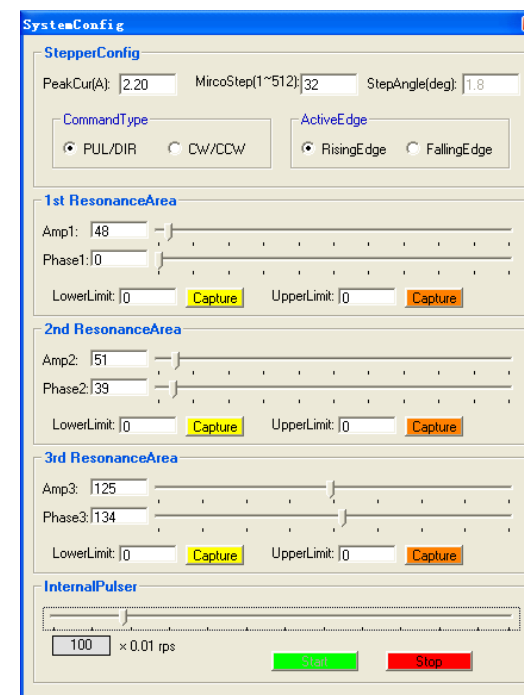 SystemConfig
StepperConfig
PeakCur(A): 2.20 MircoStep(1~512): 32 StepAngle(deg): 1.8
CommandType ActiveEdge
PUL/DIR CW/CCW RisingEdge FallingEdge
1st ResonanceArea
Amp1: 48
Phase1: 0
LowerLimit: 0 Capture UpperLimit: 0 Capture
2nd ResonanceArea
Amp2: 51
Phase2: 39
LowerLimit: 0 Capture UpperLimit: 0 Capture
3rd ResonanceArea
Amp3: 125
Phase3: 134
LowerLimit: 0 Capture UpperLimit: 0 Capture
InternalPulser
100 × 0.01 rps
Start Stop